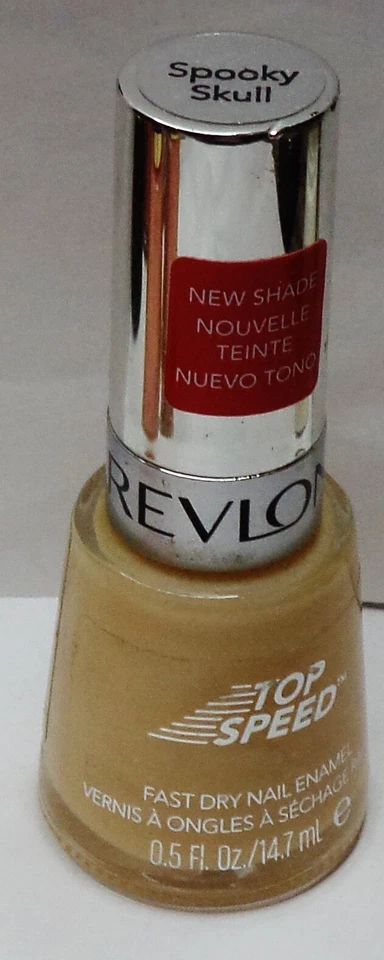 Spooky
Skull
NEW SHADE
NOUVELLE
TEINTE
NUEVO TONO
REVLON
TOP
SPEED™
FAST DRY NAIL ENAMEL
VERNIS À ONGLES À SÉCHAGE
0.5 Fl. Oz./14.7 mL e